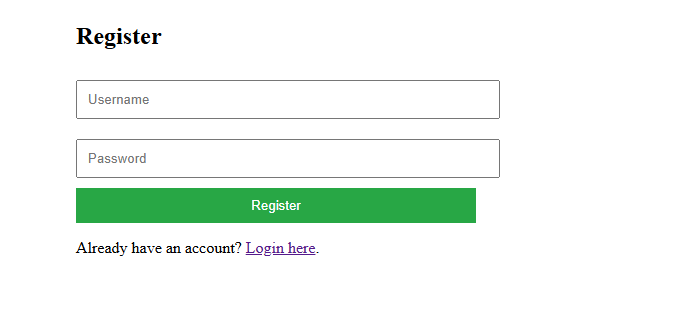 Register
Username
Password
Register
Already have an account? Login here.